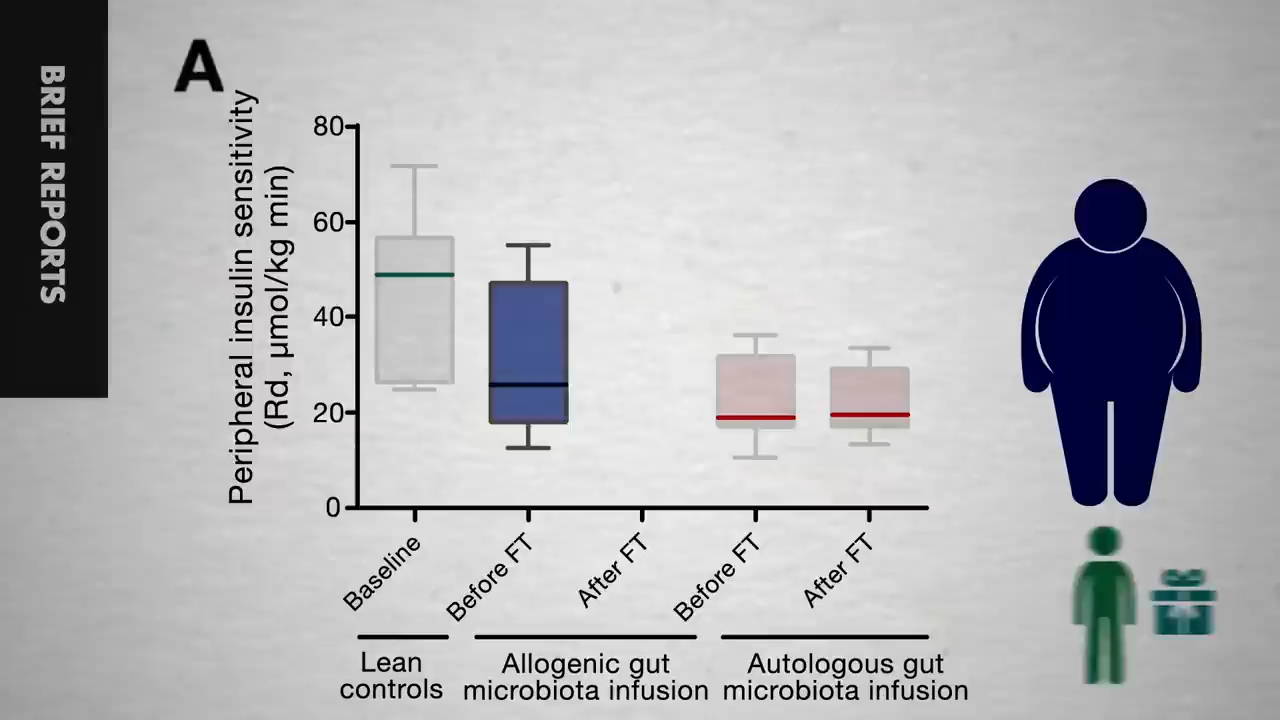 BRIEF REPORTS
A
Peripheral insulin sensitivity
(Rd, µmol/kg min)
80
60
40
20
0
Baseline
Before FT
After FT
Before FT
After FT
Lean
controls
Allogenic gut
microbiota infusion
Autologous gut
microbiota infusion